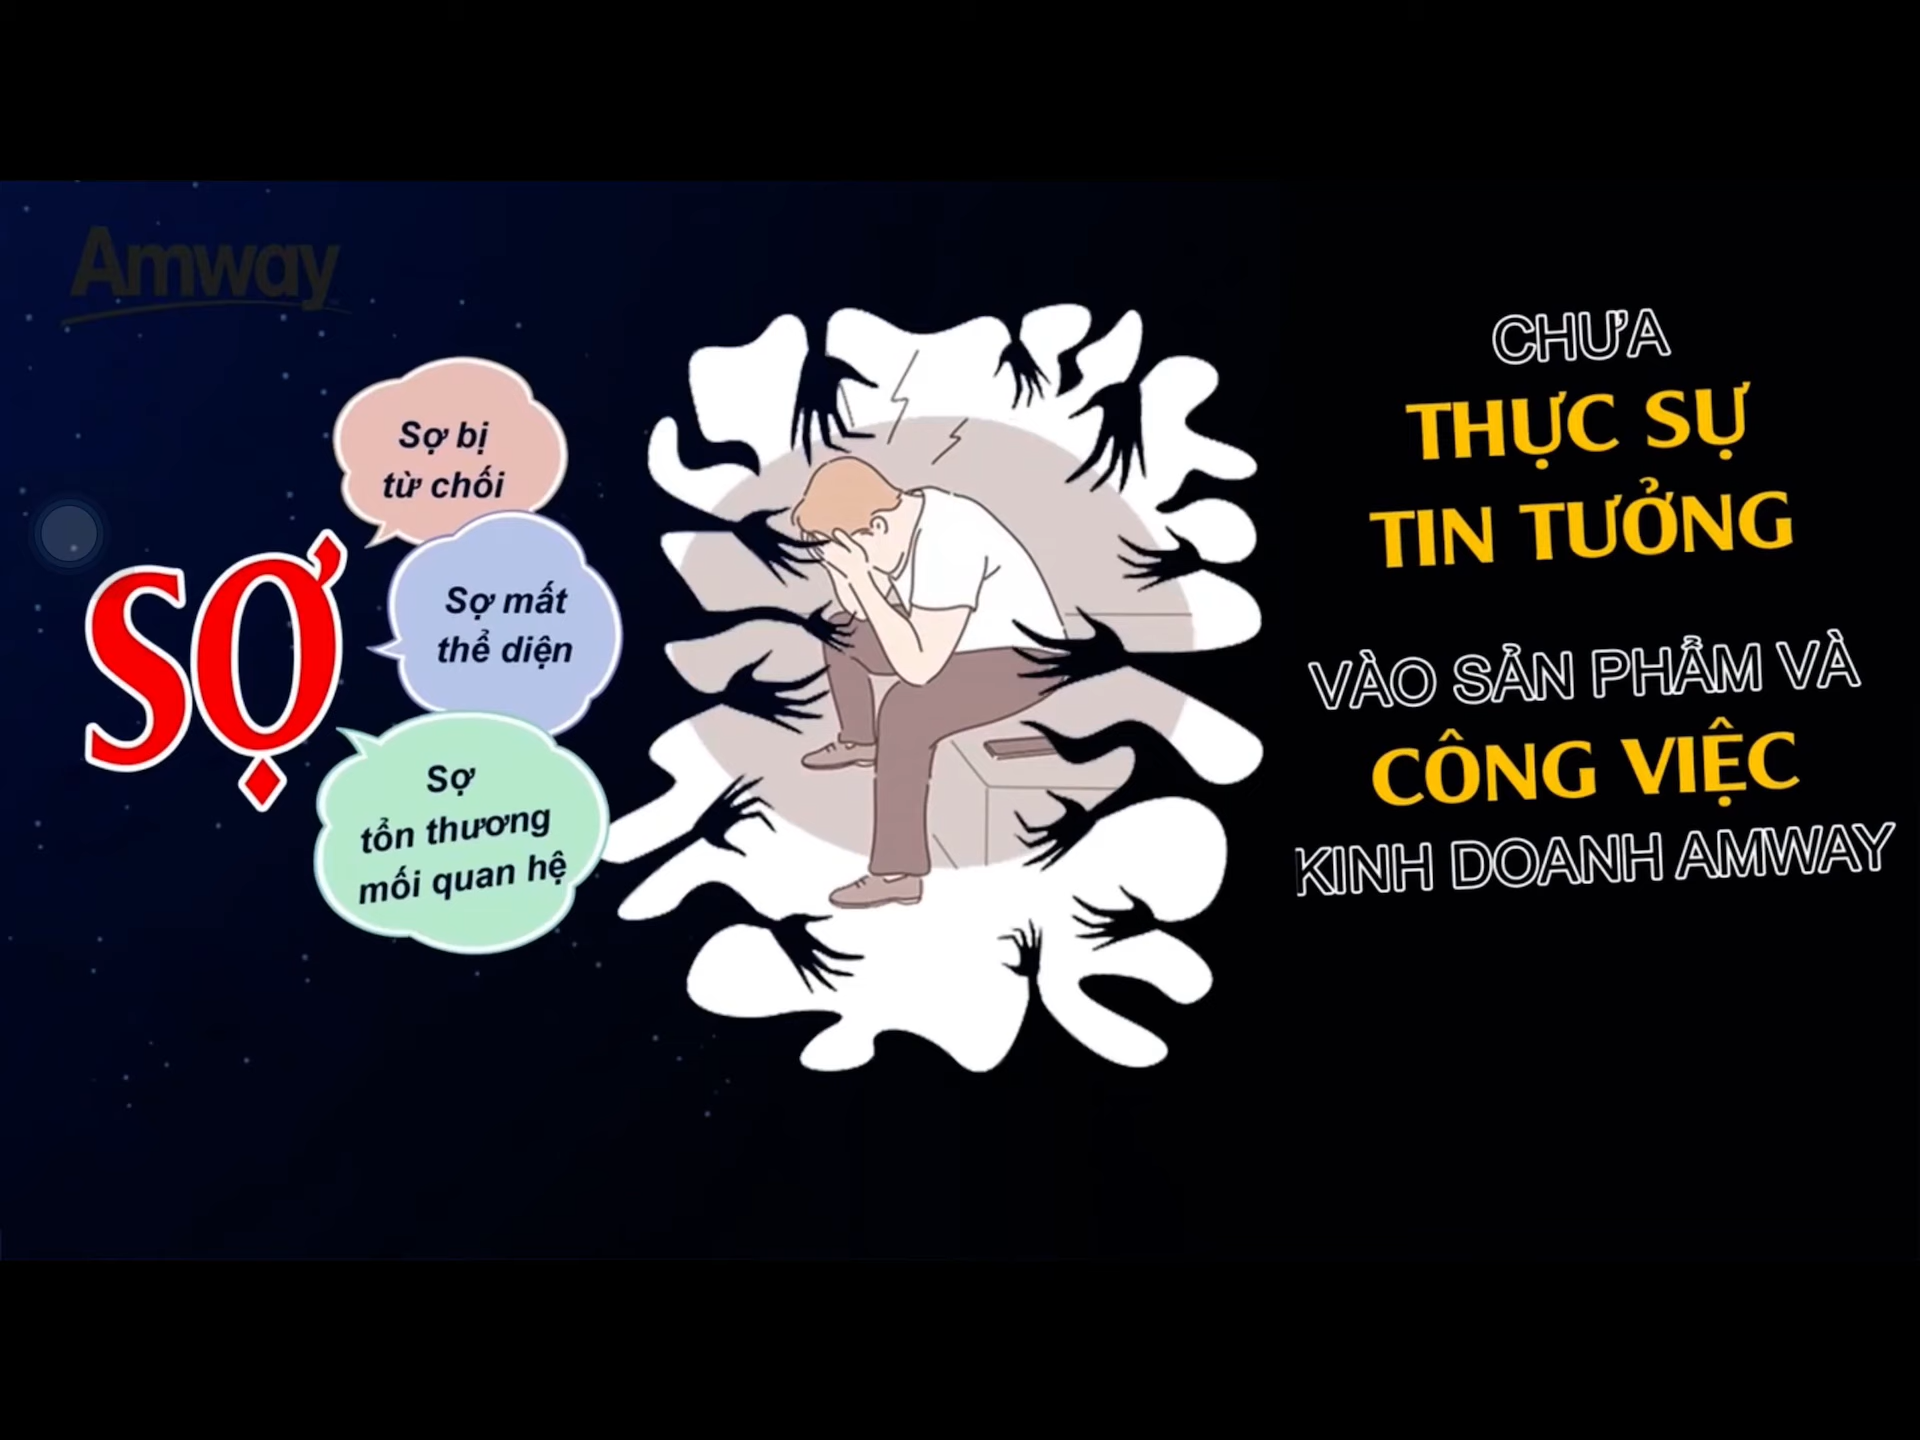 Amway
SỢ
Sợ bị
từ chối
Sợ mất
thể diện
Sợ
tổn thương
mối quan hệ
CHƯA
THỰC SỰ
TIN TƯỞNG
VÀO SẢN PHẨM VÀ
CÔNG VIỆC
KINH DOANH AMWAY